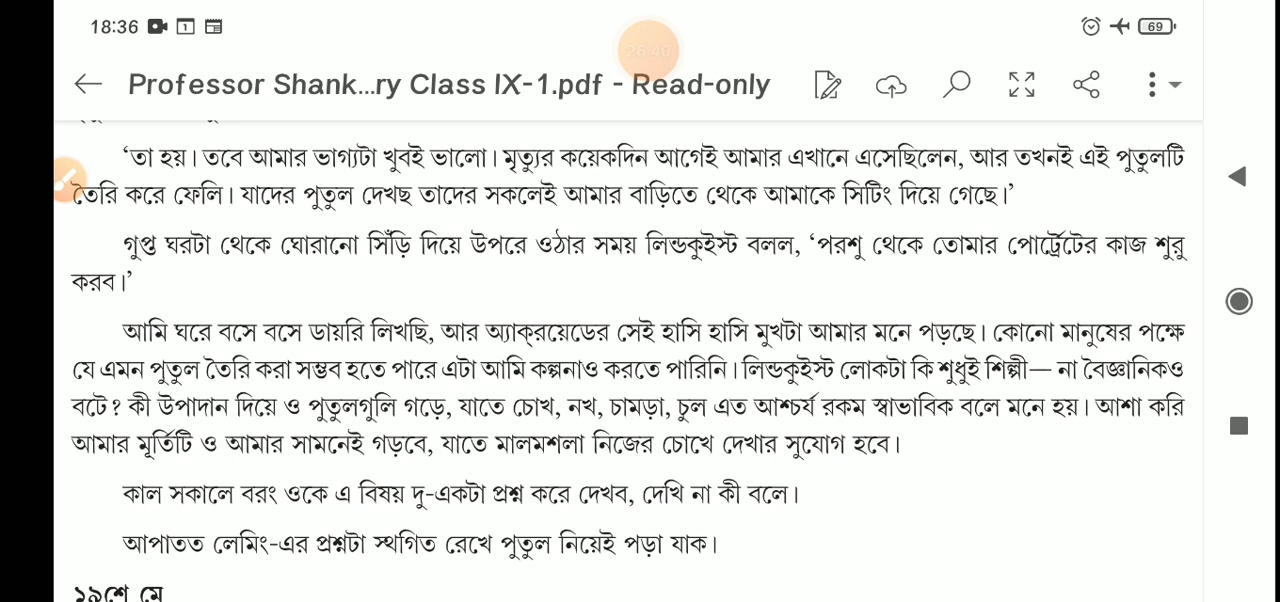 18:36
69
26:40
Professor Shank...ry Class IX-1.pdf - Read-only
'তা হয়। তবে আমার ভাগ্যটা খুবই ভালো। মৃত্যুর কয়েকদিন আগেই আমার এখানে এসেছিলেন, আর তখনই এই পুতুলটি
তৈরি করে ফেলি। যাদের পুতুল দেখছ তাদের সকলেই আমার বাড়িতে থেকে আমাকে সিটিং দিয়ে গেছে।'
গুপ্ত ঘরটা থেকে ঘোরানো সিঁড়ি দিয়ে উপরে ওঠার সময় লিন্ডকুইস্ট বলল, 'পরশু থেকে তোমার পোর্ট্রেটের কাজ শুরু
করব।'
আমি ঘরে বসে বসে ডায়রি লিখছি, আর অ্যাক্‌রয়েডের সেই হাসি হাসি মুখটা আমার মনে পড়ছে। কোনো মানুষের পক্ষে
যে এমন পুতুল তৈরি করা সম্ভব হতে পারে এটা আমি কল্পনাও করতে পারিনি। লিন্ডকুইস্ট লোকটা কি শুধুই শিল্পী— না বৈজ্ঞানিকও
বটে? কী উপাদান দিয়ে ও পুতুলগুলি গড়ে, যাতে চোখ, নখ, চামড়া, চুল এত আশ্চর্য রকম স্বাভাবিক বলে মনে হয়। আশা করি
আমার মূর্তিটি ও আমার সামনেই গড়বে, যাতে মালমশলা নিজের চোখে দেখার সুযোগ হবে।
কাল সকালে বরং ওকে এ বিষয় দু-একটা প্রশ্ন করে দেখব, দেখি না কী বলে।
আপাতত লেমিং-এর প্রশ্নটা স্থগিত রেখে পুতুল নিয়েই পড়া যাক।
১৯শে মে